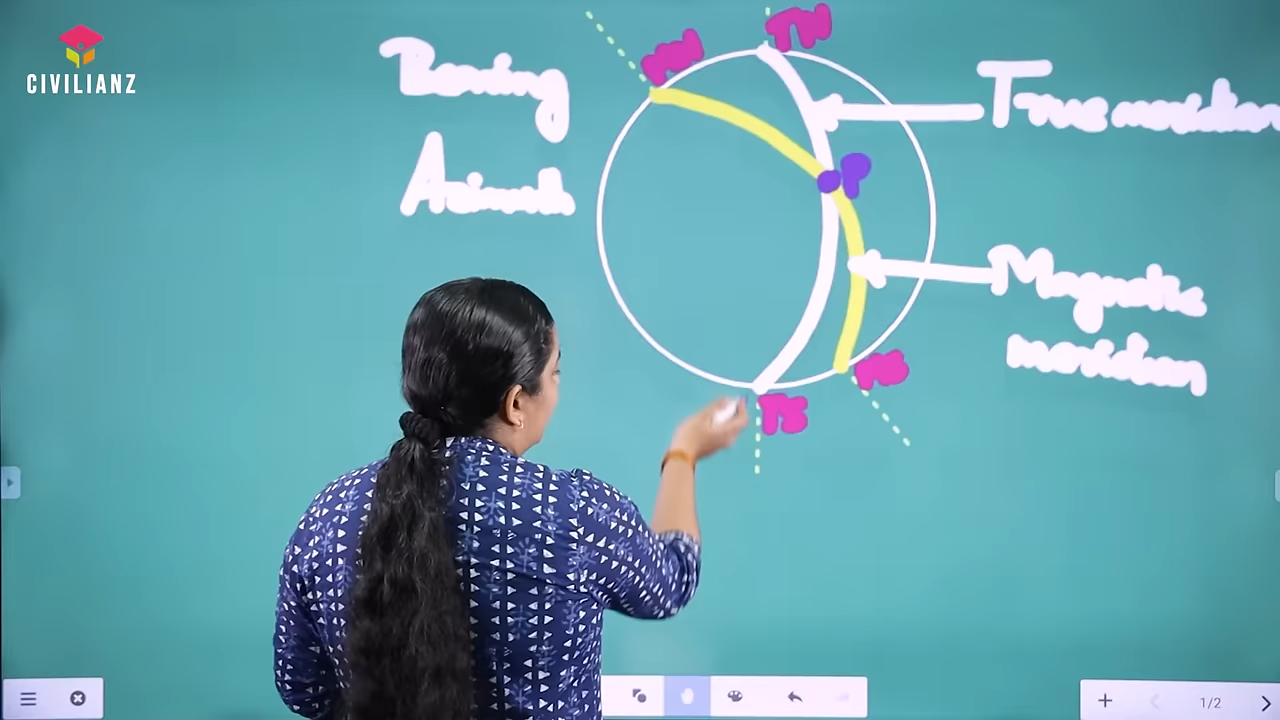 CIVILIANZ
Bearing
Azimuth
MN
TN
True meridian
P
Magnetic
meridian
MS
TS
1/2